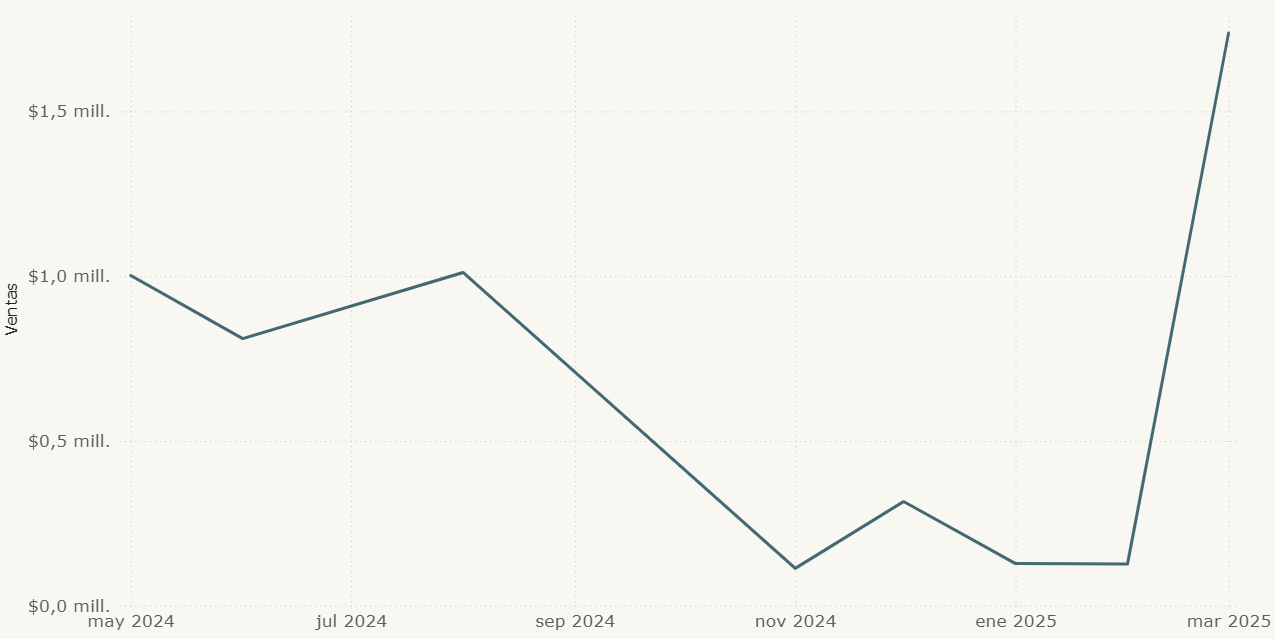 $1,5 mill.
$1,0 mill.
Ventas
$0,5 mill.
$0,0 mill.
may 2024
jul 2024
sep 2024
nov 2024
ene 2025
mar 2025